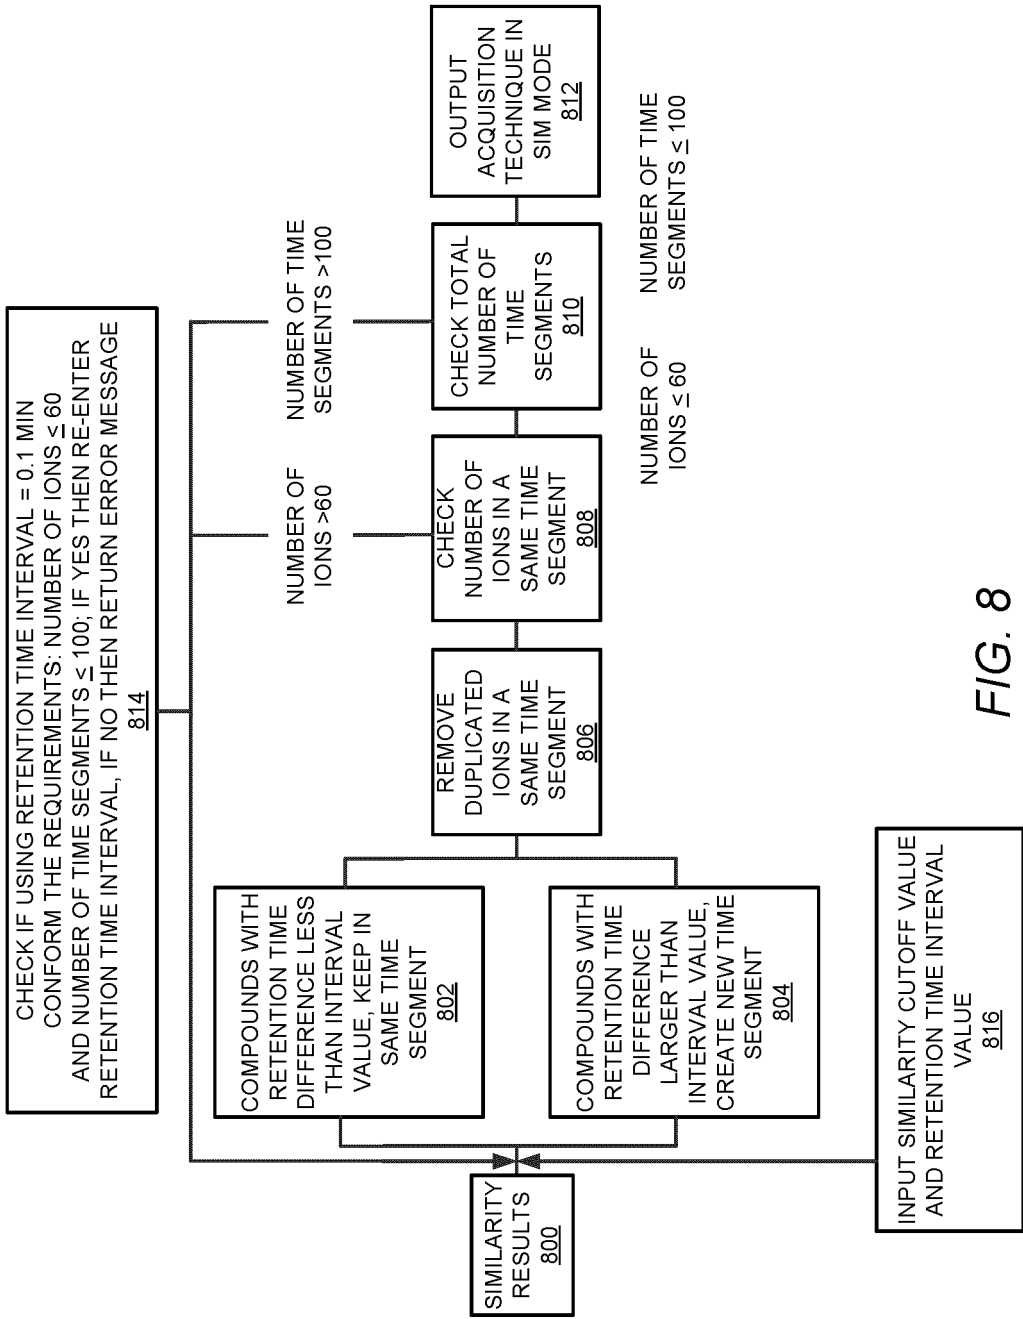 CHECK IF USING RETENTION TIME INTERVAL = 0.1 MIN
CONFORM THE REQUIREMENTS: NUMBER OF IONS ≤ 60
AND NUMBER OF TIME SEGMENTS ≤ 100; IF YES THEN RE-ENTER
RETENTION TIME INTERVAL, IF NO THEN RETURN ERROR MESSAGE
814
NUMBER OF
IONS >60
NUMBER OF TIME
SEGMENTS >100
SIMILARITY
RESULTS
800
COMPOUNDS WITH
RETENTION TIME
DIFFERENCE LESS
THAN INTERVAL
VALUE, KEEP IN
SAME TIME
SEGMENT
802
COMPOUNDS WITH
RETENTION TIME
DIFFERENCE
LARGER THAN
INTERVAL VALUE,
CREATE NEW TIME
SEGMENT
804
REMOVE
DUPLICATED
IONS IN A
SAME TIME
SEGMENT
806
CHECK
NUMBER OF
IONS IN A
SAME TIME
SEGMENT
808
CHECK TOTAL
NUMBER OF
TIME
SEGMENTS
810
OUTPUT
ACQUISITION
TECHNIQUE IN
SIM MODE
812
NUMBER OF
IONS ≤ 60
NUMBER OF TIME
SEGMENTS ≤ 100
INPUT SIMILARITY CUTOFF VALUE
AND RETENTION TIME INTERVAL
VALUE
816
FIG. 8